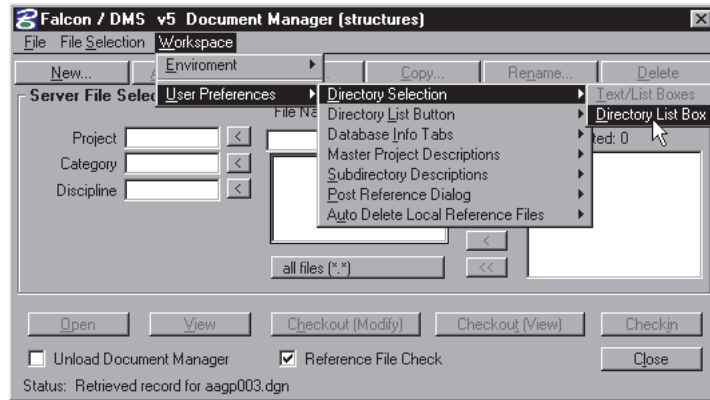 Falcon / DMS v5 Document Manager (structures)
File File Selection Workspace
New... Copy... Rename... Delete
Enviroment
User Preferences
Server File Selec
Directory Selection
Directory List Button
Database Info Tabs
Master Project Descriptions
Subdirectory Descriptions
Post Reference Dialog
Auto Delete Local Reference Files
Text/List Boxes
Directory List Box
File Na
ted: 0
Project <
Category <
Discipline <
<
all files (*.*) <<
Open View Checkout (Modify) Checkout (View) Checkin
Unload Document Manager Reference File Check Close
Status: Retrieved record for aagp003.dgn